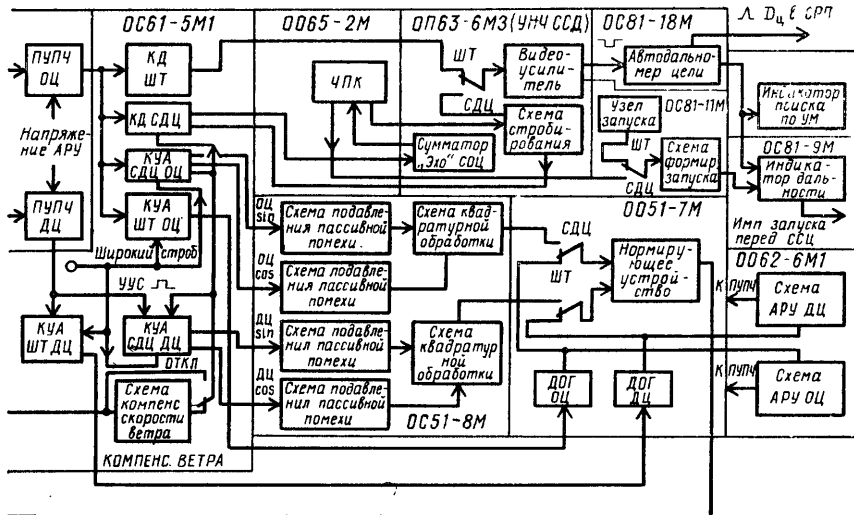 ОС61-5М1
ОО65-2М
ОП63-6М3 (УНЧ ССД)
ОС81-18М
Л Dц Е СРП
ПУПЧ
ОЦ
КД
ШТ
ЧПК
ШТ
СДЦ
Видео-
усили-
тель
Автодально-
мер цели
Индикатор
поиска
по УМ
Напряже-
ние АРУ
КД СДЦ
Сумматор
„Эхо" СОЦ
Схема
строби-
рования
ОС81-11М
Узел
запуска
ШТ
СДЦ
Схема
формир.
запуска
ОС81-9М
Индика-
тор даль-
ности
КУА
СДЦ ОЦ
ПУПЧ
ДЦ
КУА
ШТ ОЦ
Широкий строб
ОЦ
sin
Схема подавле-
ния пассивной
помехи.
Схема квад-
ратурной
обработки
СДЦ
ШТ
ОО51-7М
Нормиру-
ющее
устрой-
ство
Имп запуска
перед ССЦ
ОО62-6М1
ОЦ
cos
Схема подавле-
ния пассивной
помехи
УУС
КУА
ШТ ДЦ
КУА
СДЦ ДЦ
ДЦ
sin
Схема подавле-
нил пассивной
помехи
Схема
квадратур
ной
обработки
К ПУПЧ
Схема
АРУ ДЦ
ОТКЛ
Схема
компенс
скорости
ветра
ДЦ
cos
Схема подавле-
нил пассивной
помехи
ДОГ
ОЦ
ДОГ
ДЦ
К ПУПЧ
Схема
АРУ ОЦ
ОС51-8М
КОМПЕНС. ВЕТРА